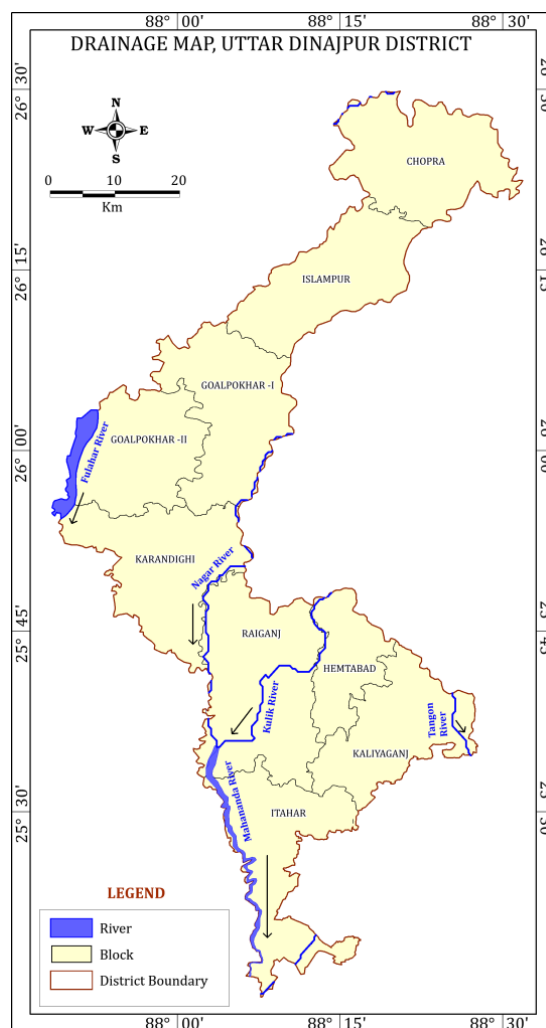 88° 00' 88° 15' 88° 30'
DRAINAGE MAP, UTTAR DINAJPUR DISTRICT
26° 30'
N
W E
S
0 10 20
Km
CHOPRA
26° 15'
ISLAMPUR
GOALPOKHAR -I
GOALPOKHAR -II
26° 00'
Fulahar River
KARANDIGHI
Nagar River
25° 45'
RAIGANJ
HEMTABAD
Kulik River
Tangon
River
KALIYAGANJ
Mahananda River
25° 30'
ITAHAR
LEGEND
River
Block
District Boundary
88° 00' 88° 15' 88° 30'